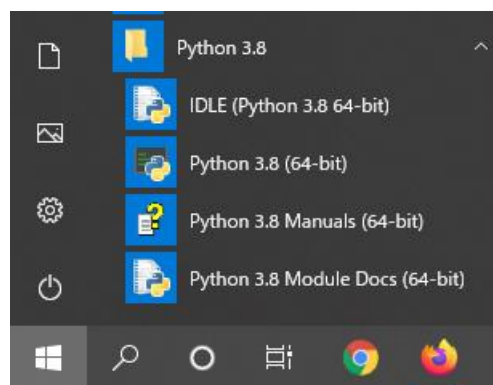 Python 3.8
IDLE (Python 3.8 64-bit)
Python 3.8 (64-bit)
Python 3.8 Manuals (64-bit)
Python 3.8 Module Docs (64-bit)